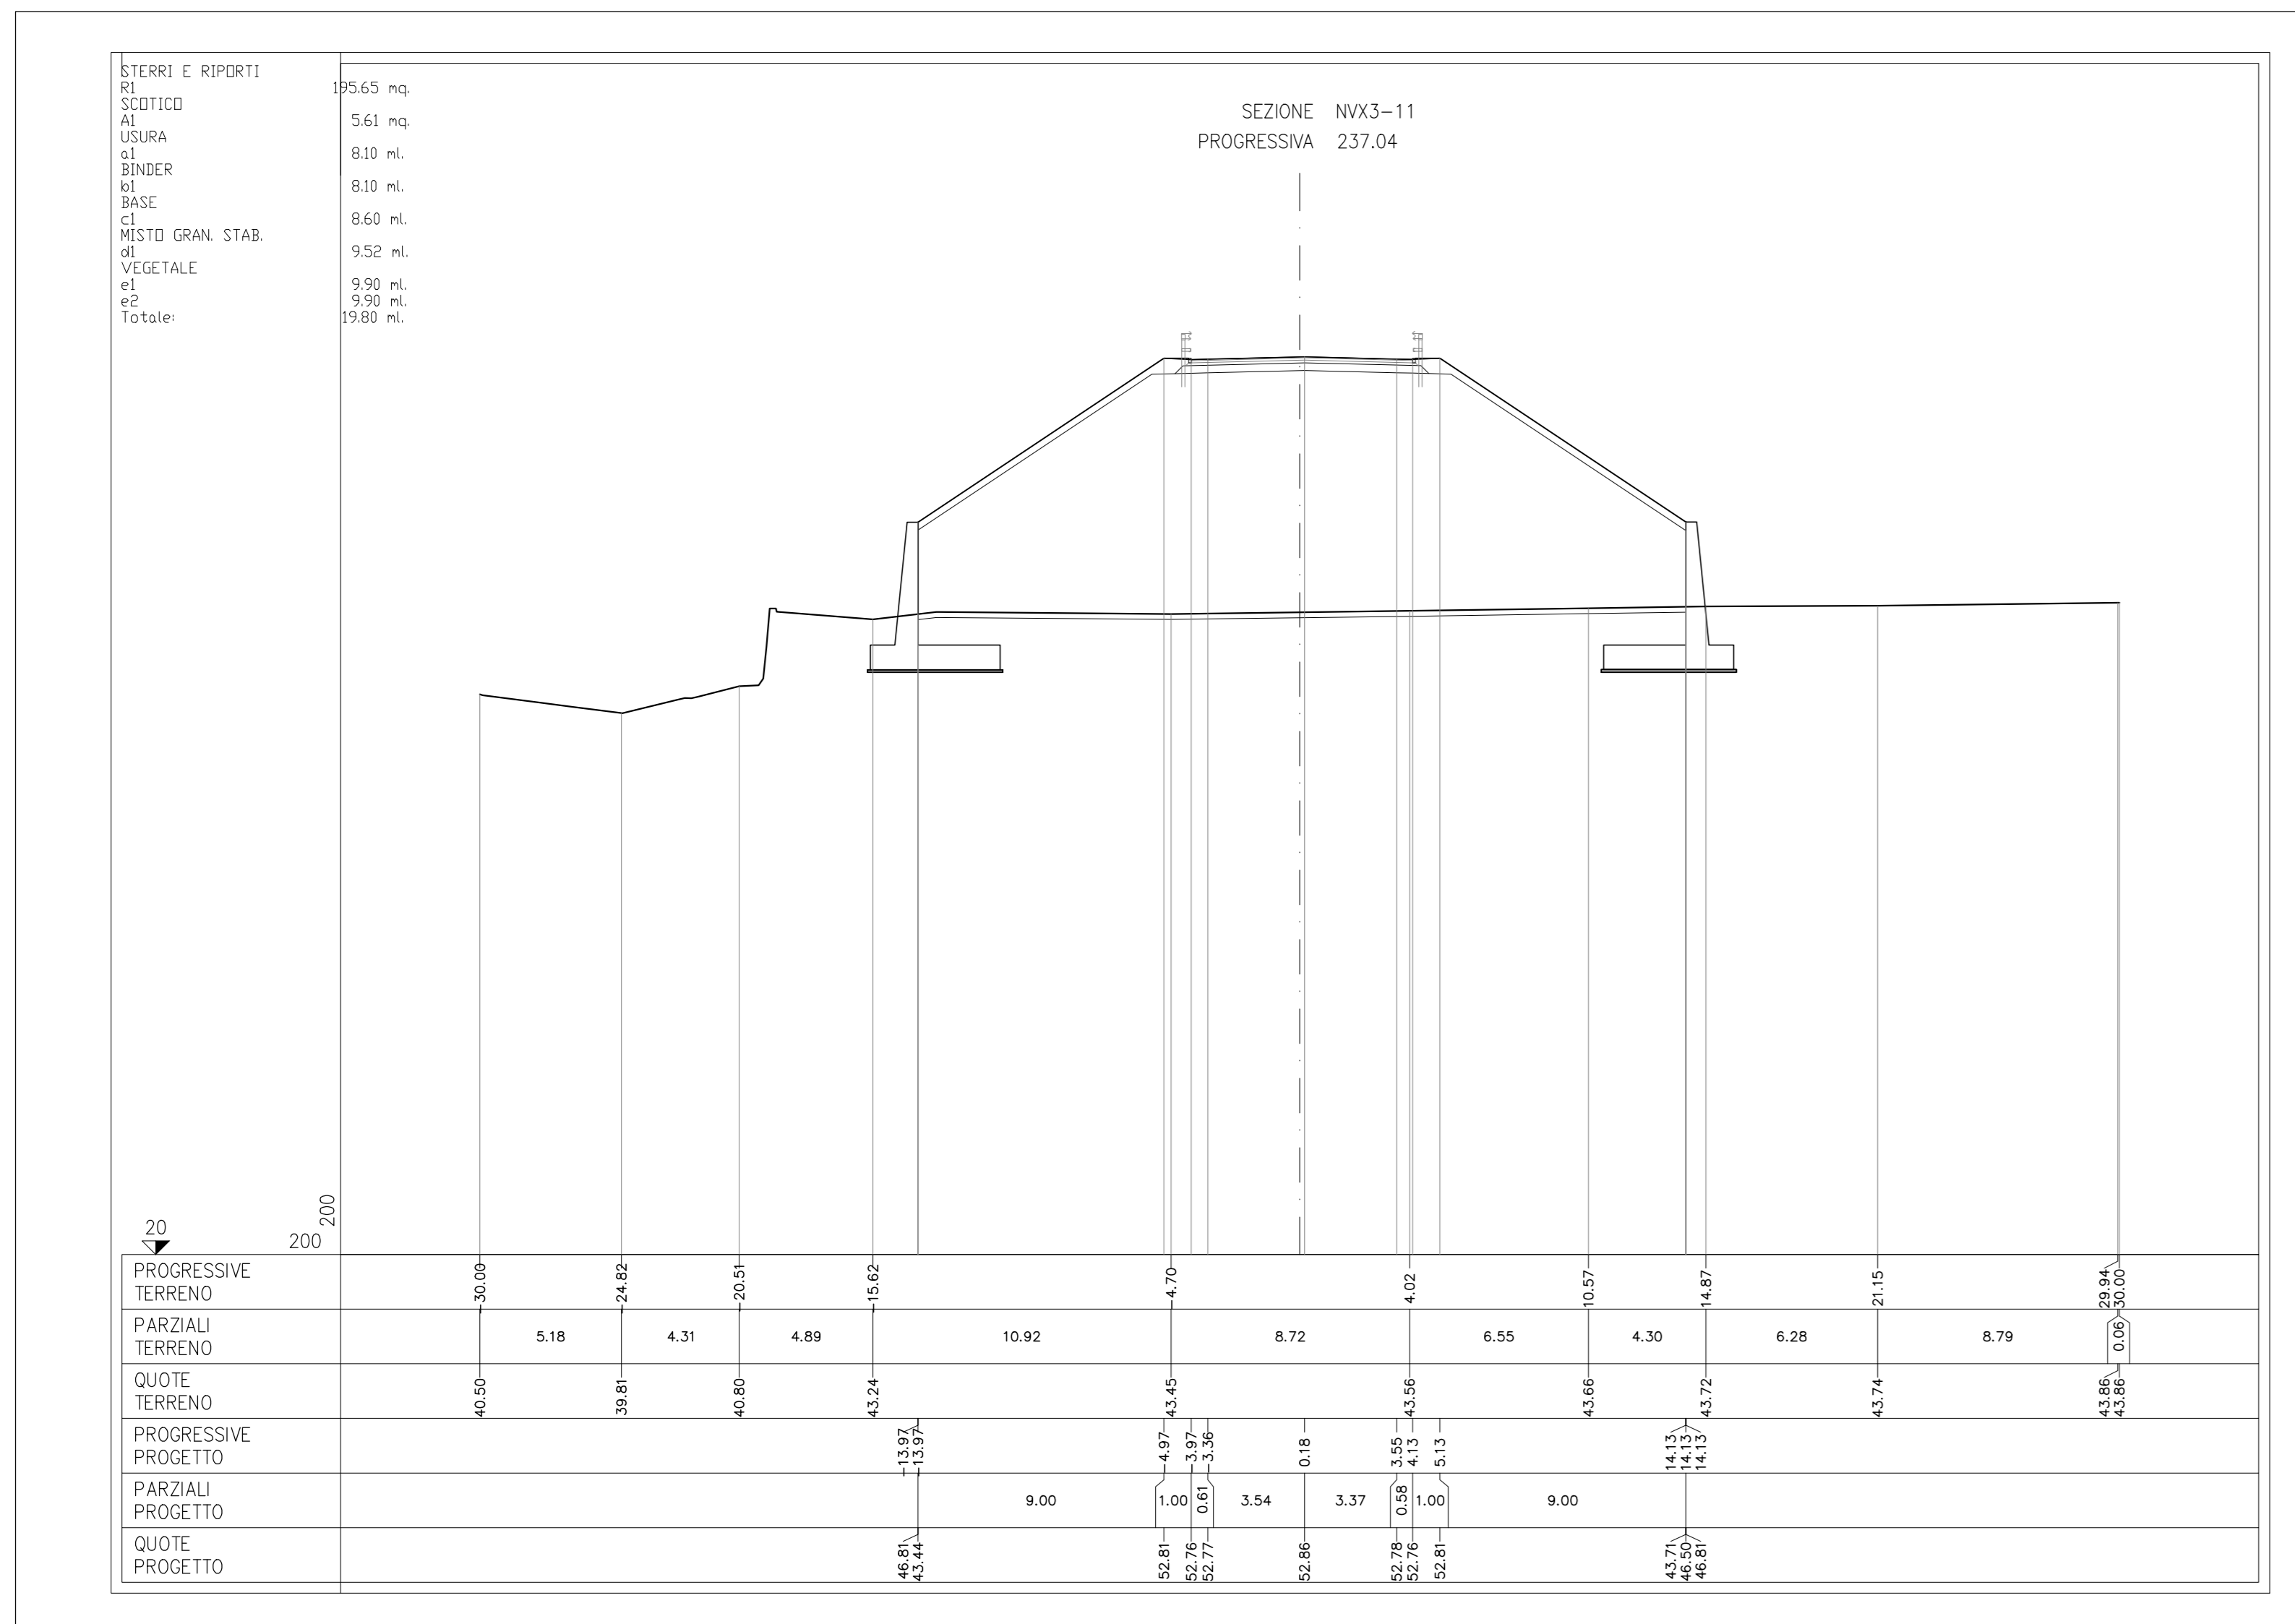 STERRI E RIPORTI
R1 195.65 mq.
SCOTICO
A1 5.61 mq.
USURA
a1 8.10 ml.
BINDER
b1 8.10 ml.
BASE
c1 8.60 ml.
MISTO GRAN. STAB.
d1 9.52 ml.
VEGETALE
e1 9.90 ml.
e2 9.90 ml.
Totale: 19.80 ml.
SEZIONE NVX3-11
PROGRESSIVA 237.04
20
200
200
PROGRESSIVE
TERRENO
-30.00 -24.82 -20.51 -15.62 -4.70 4.02 10.57 14.87 21.15 29.94 30.00
PARZIALI
TERRENO
5.18 4.31 4.89 10.92 8.72 6.55 4.30 6.28 8.79 0.06
QUOTE
TERRENO
40.50 39.81 40.80 43.24 43.45 43.56 43.66 43.72 43.74 43.86 43.86
PROGRESSIVE
PROGETTO
-13.97 -13.97 -4.97 -3.97 -3.36 0.18 3.55 4.13 5.13 14.13 14.13 14.13
PARZIALI
PROGETTO
9.00 1.00 0.61 3.54 3.37 0.58 1.00 9.00
QUOTE
PROGETTO
46.81 43.44 52.81 52.76 52.77 52.86 52.78 52.76 52.81 43.71 46.50 46.81